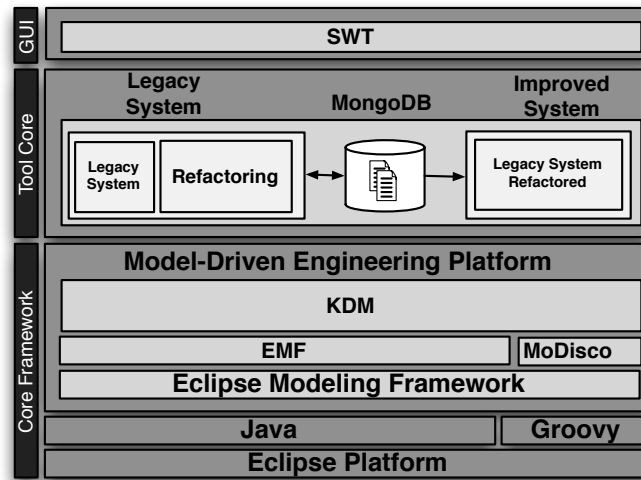 GUI
SWT
Tool Core
Legacy
System
MongoDB
Improved
System
Legacy
System
Refactoring
Legacy System
Refactored
Core Framework
Model-Driven Engineering Platform
KDM
EMF
MoDisco
Eclipse Modeling Framework
Java
Groovy
Eclipse Platform